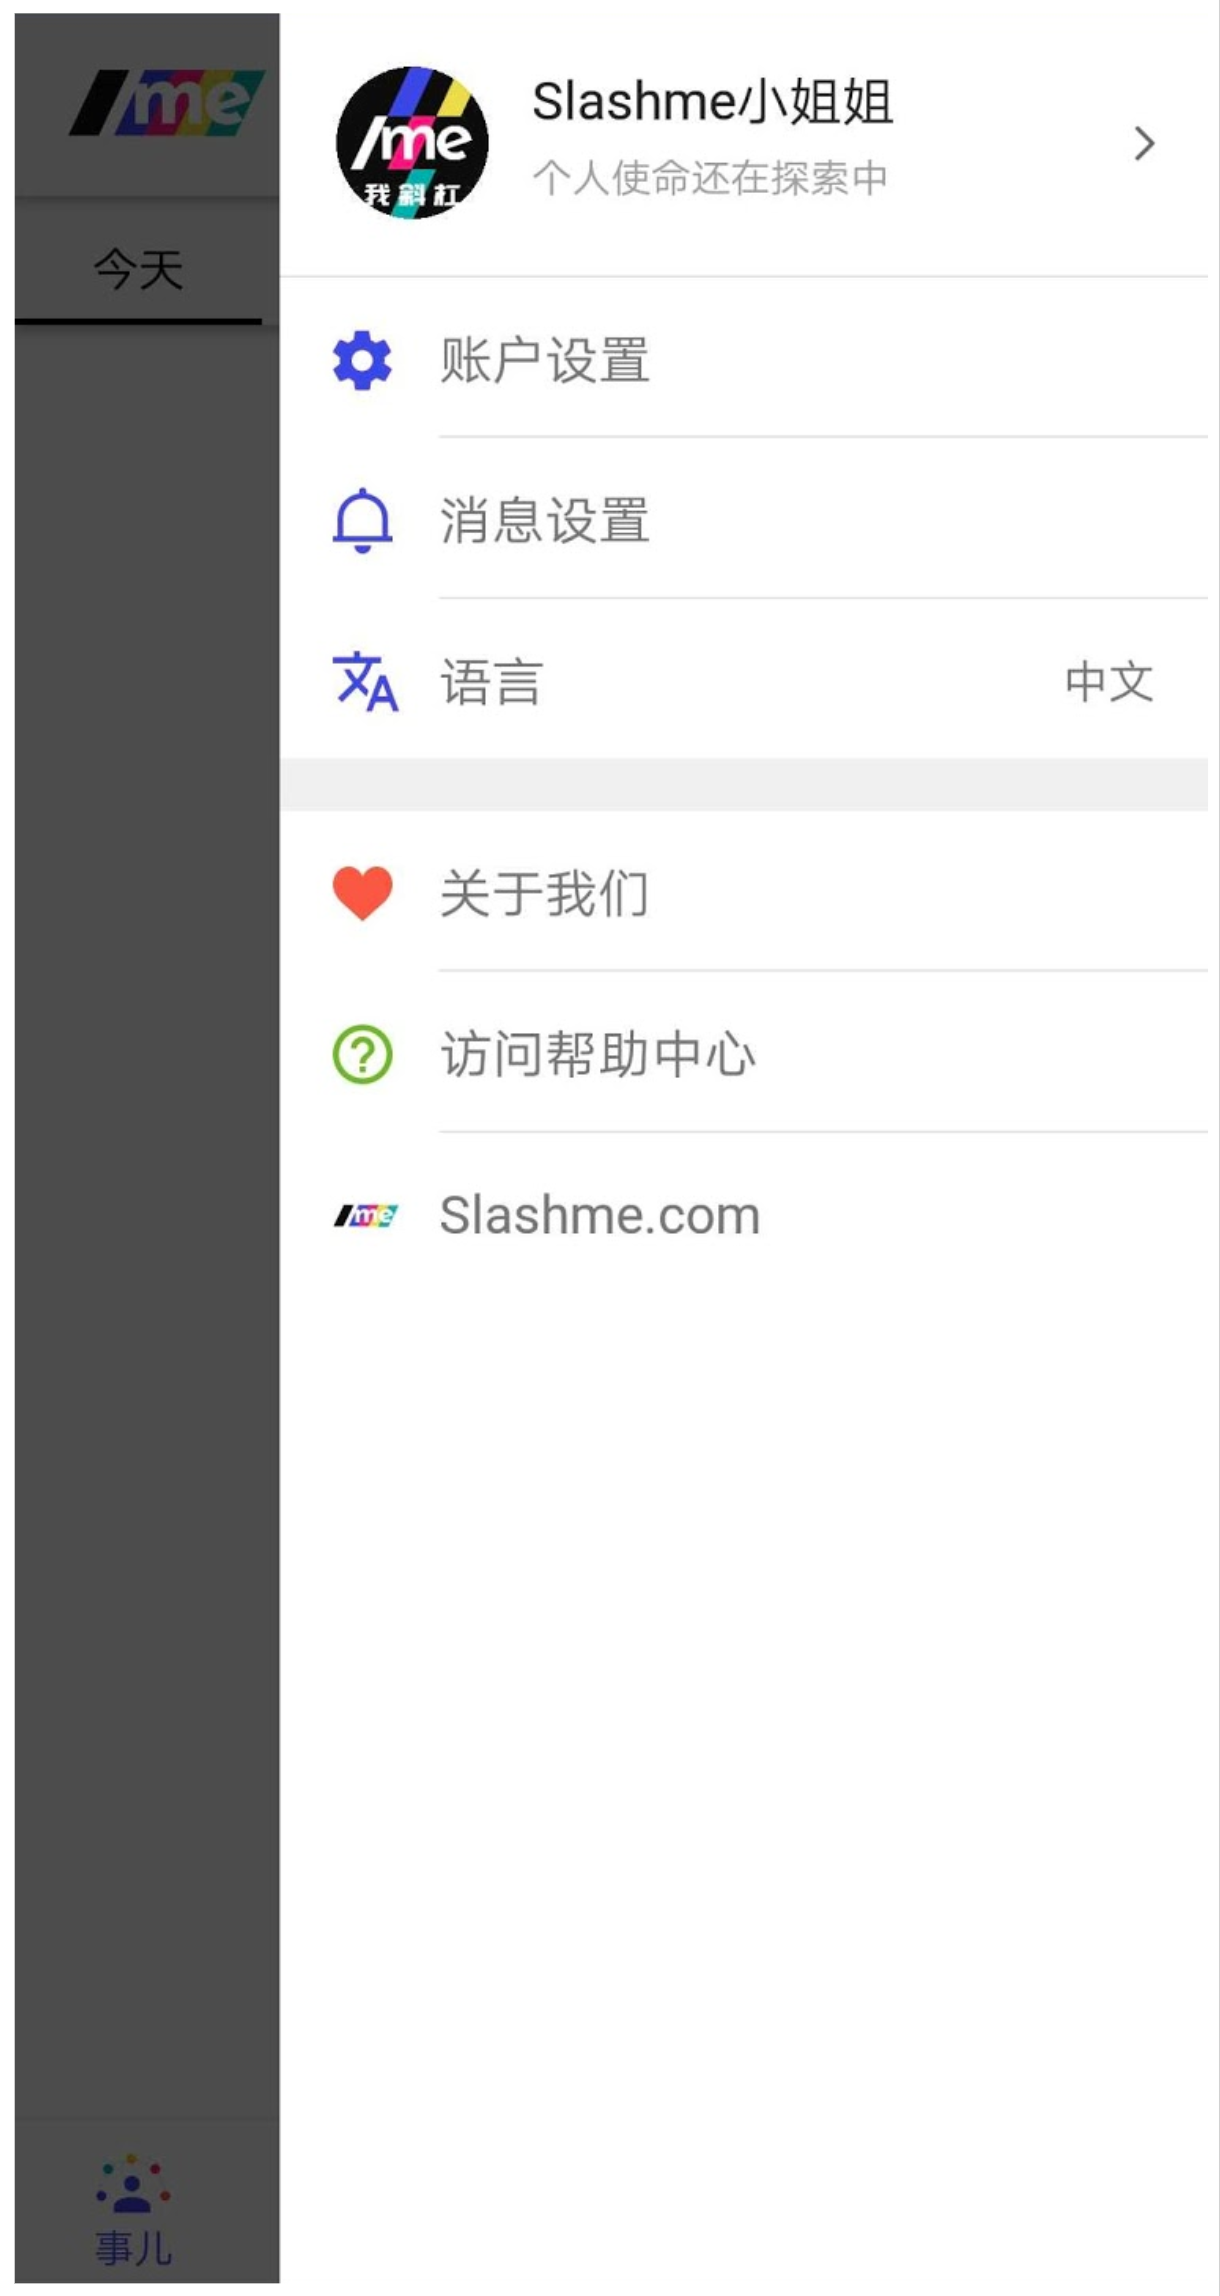 /me
今天
/me
我斜杠
Slashme小姐姐
个人使命还在探索中
账户设置
消息设置
语言
中文
关于我们
访问帮助中心
/me
Slashme.com
事儿